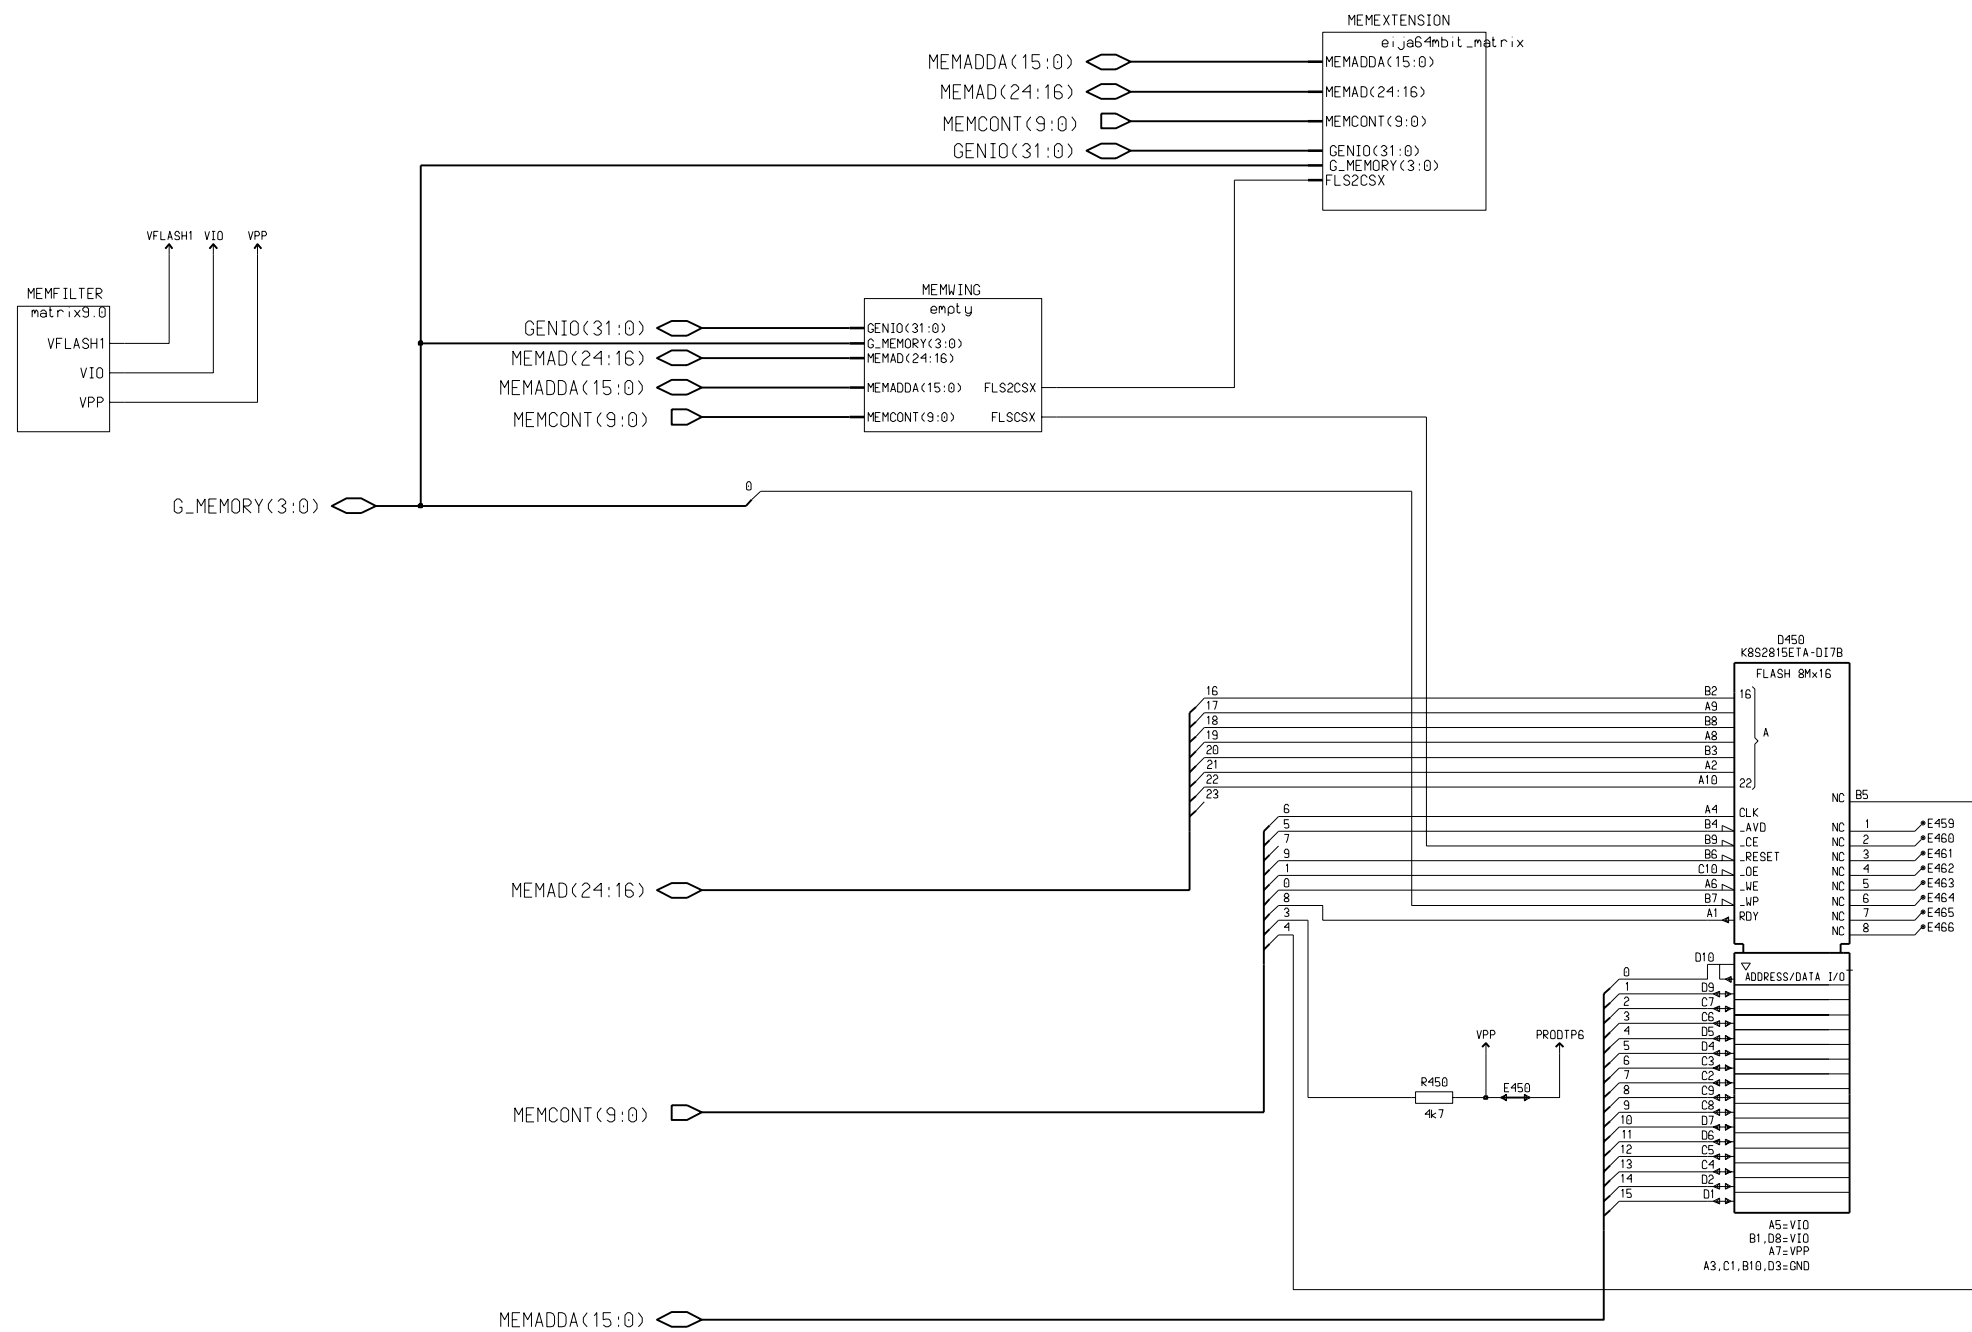 MEMEXTENSION
eija64mbit_matrix
MEMADDA(15:0)
MEMADDA(15:0)
MEMAD(24:16)
MEMAD(24:16)
MEMCONT(9:0)
MEMCONT(9:0)
GENIO(31:0)
GENIO(31:0)
G_MEMORY(3:0)
FLS2CSX
VFLASH1 VIO VPP
MEMFILTER
matrix9.0
VFLASH1
VIO
VPP
MEMWING
empty
GENIO(31:0)
GENIO(31:0)
G_MEMORY(3:0)
MEMAD(24:16)
MEMAD(24:16)
MEMADDA(15:0)
MEMADDA(15:0) FLS2CSX
MEMCONT(9:0)
MEMCONT(9:0) FLSCSX
0
G_MEMORY(3:0)
D450
K8S2815ETA-DI7B
FLASH 8Mx16
16 B2 16
17 A9
18 B8
19 A8 A
20 B3
21 A2
22 A10 22
23
NC B5
6 A4 CLK
5 B4 _AVD NC 1 E459
7 B9 _CE NC 2 E460
9 B6 _RESET NC 3 E461
1 C10 _OE NC 4 E462
0 A6 _WE NC 5 E463
8 B7 _WP NC 6 E464
3 A1 RDY NC 7 E465
4 NC 8 E466
MEMAD(24:16)
D10
ADDRESS/DATA I/O
0
1 D9
2 C7
3 C6
4 D5
5 D4
6 C3
7 C2
8 C9
9 C8
10 D7
11 D6
12 C5
13 C4
14 D2
15 D1
VPP PRODTP6
R450 E450
4k7
MEMCONT(9:0)
A5=VIO
B1,D8=VIO
A7=VPP
A3,C1,B10,D3=GND
MEMADDA(15:0)